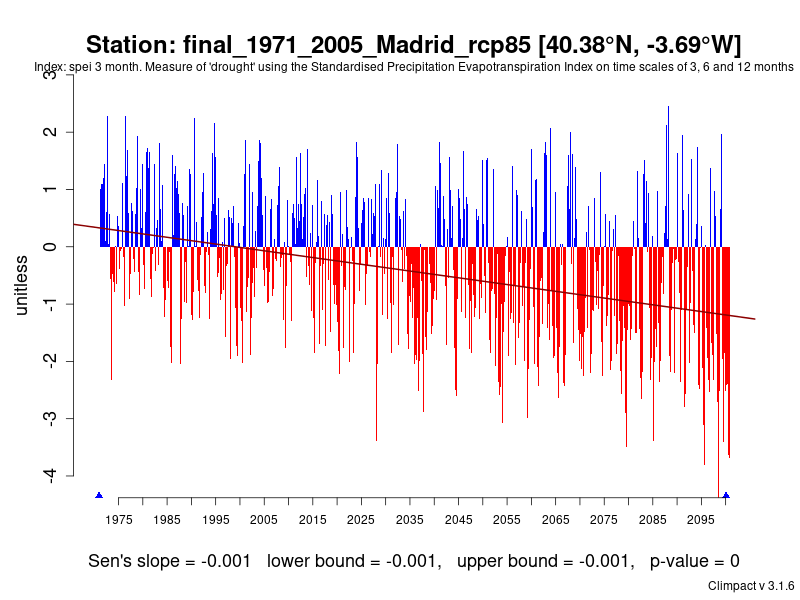 Station: final_1971_2005_Madrid_rcp85 [40.38°N, -3.69°W]
Index: spei 3 month. Measure of 'drought' using the Standardised Precipitation Evapotranspiration Index on time scales of 3, 6 and 12 months
unitless
3
2
1
0
-1
-2
-3
-4
1975 1985 1995 2005 2015 2025 2035 2045 2055 2065 2075 2085 2095
Sen's slope = -0.001 lower bound = -0.001, upper bound = -0.001, p-value = 0
Climpact v 3.1.6